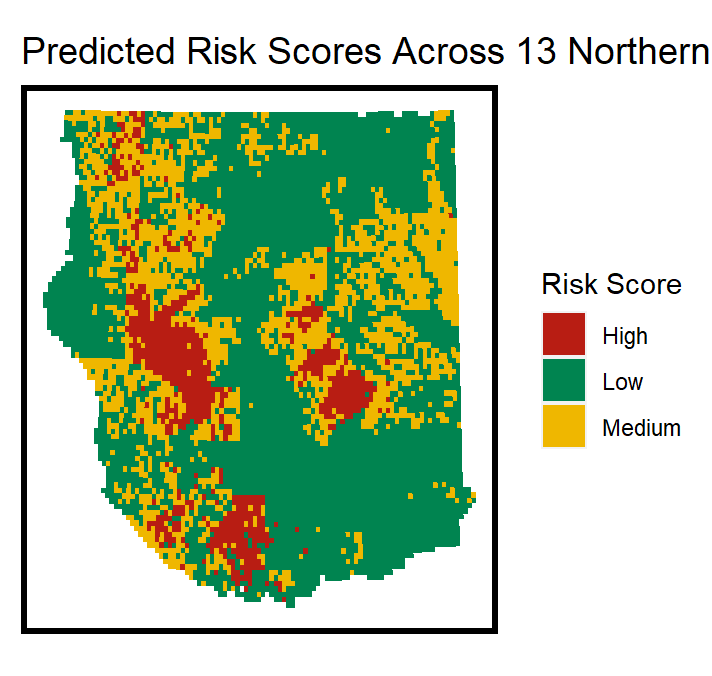 Predicted Risk Scores Across 13 Northern
Risk Score
High
Low
Medium